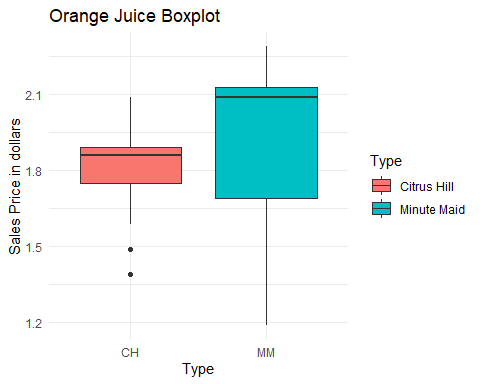 Orange Juice Boxplot
Sales Price in dollars
2.1
1.8
1.5
1.2
CH
MM
Type
Type
Citrus Hill
Minute Maid